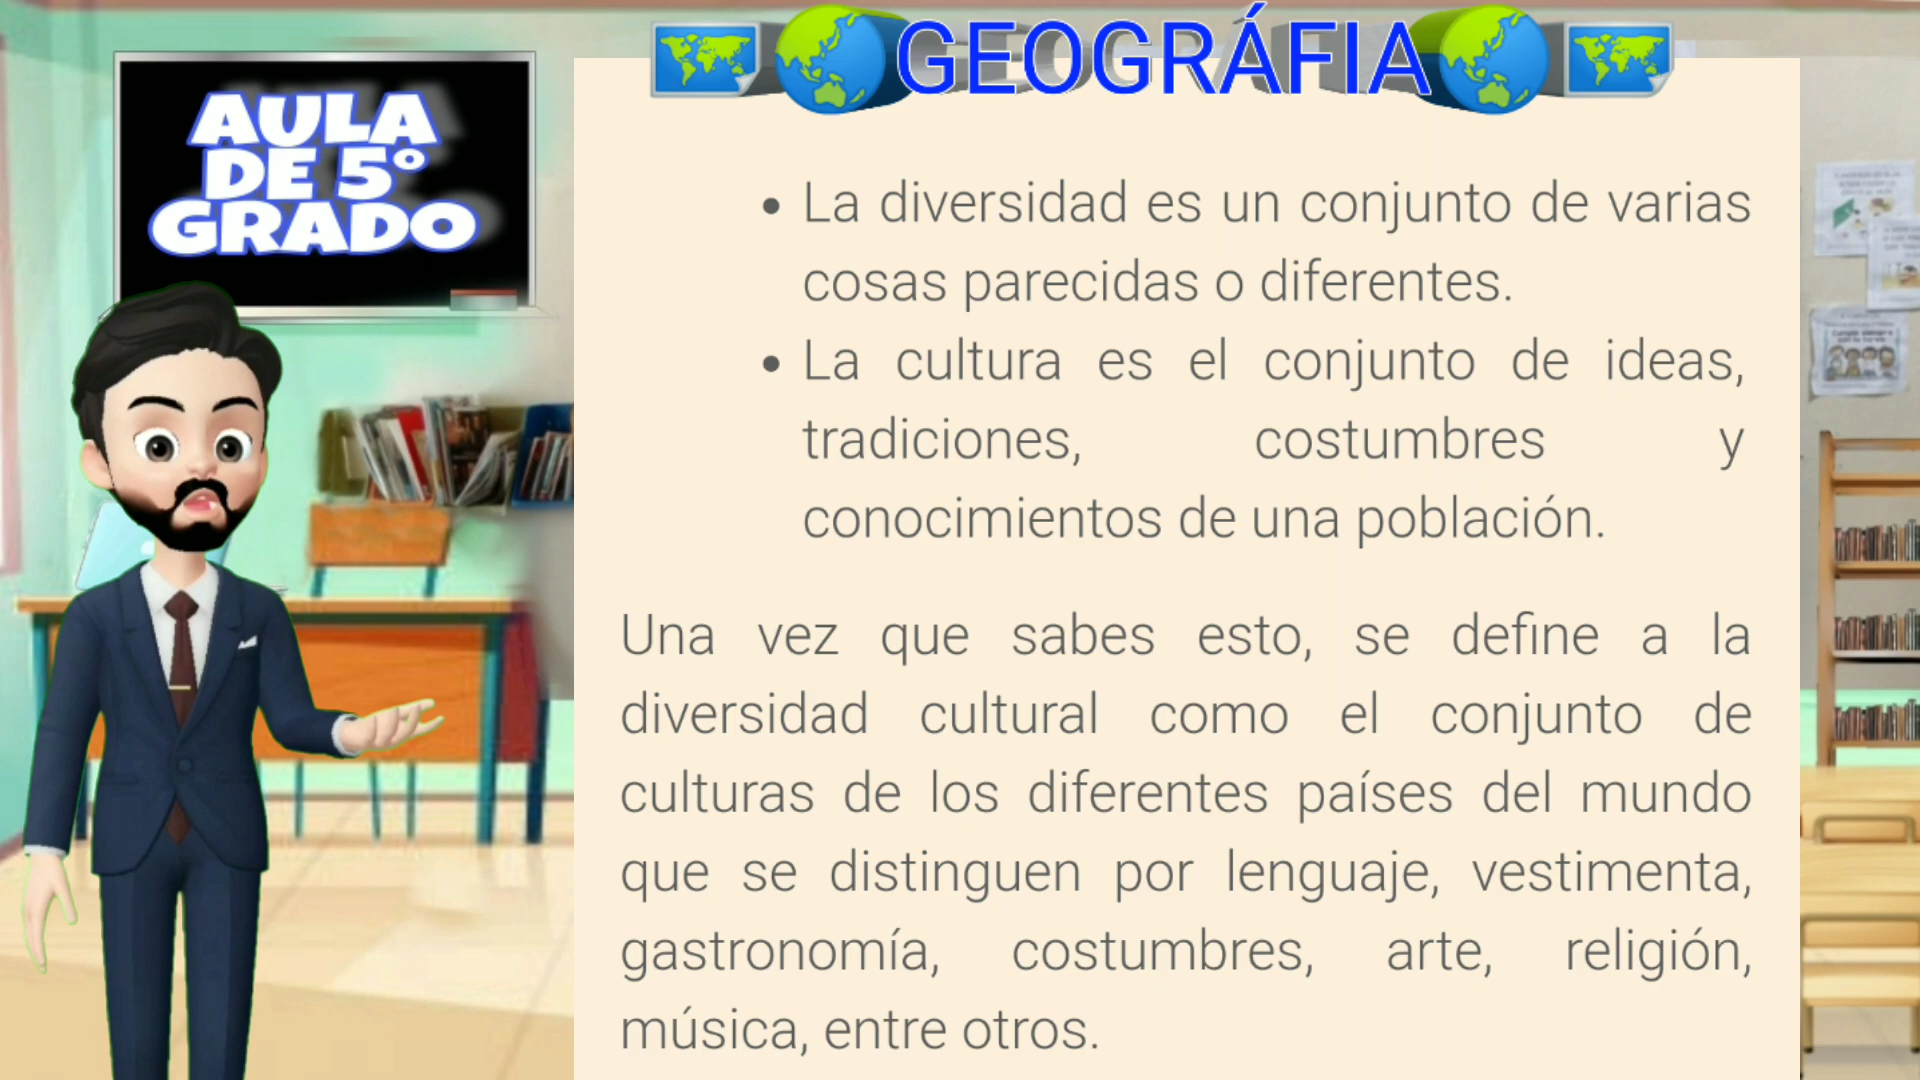 GEOGRÁFIA
AULA
DE 5º
GRADO
La diversidad es un conjunto de varias
cosas parecidas o diferentes.
La cultura es el conjunto de ideas,
tradiciones, costumbres y
conocimientos de una población.
Una vez que sabes esto, se define a la
diversidad cultural como el conjunto de
culturas de los diferentes países del mundo
que se distinguen por lenguaje, vestimenta,
gastronomía, costumbres, arte, religión,
música, entre otros.